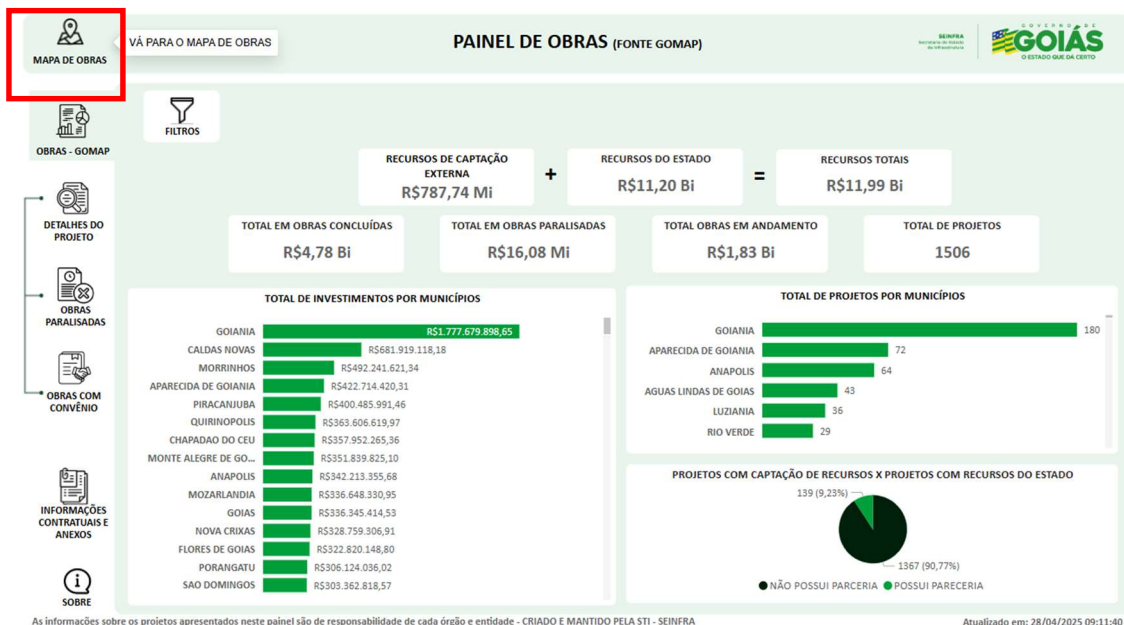 MAPA DE OBRAS
VÁ PARA O MAPA DE OBRAS
PAINEL DE OBRAS (FONTE GOMAP)
SEINFRA
Secretaria de Estado
da Infraestrutura
GOVERNO DE
GOIÁS
O ESTADO QUE DÁ CERTO
OBRAS - GOMAP
DETALHES DO
PROJETO
OBRAS
PARALISADAS
OBRAS COM
CONVÊNIO
INFORMAÇÕES
CONTRATUAIS E
ANEXOS
SOBRE
FILTROS
RECURSOS DE CAPTAÇÃO
EXTERNA
R$787,74 Mi
+
RECURSOS DO ESTADO
R$11,20 Bi
=
RECURSOS TOTAIS
R$11,99 Bi
TOTAL EM OBRAS CONCLUÍDAS
R$4,78 Bi
TOTAL EM OBRAS PARALISADAS
R$16,08 Mi
TOTAL OBRAS EM ANDAMENTO
R$1,83 Bi
TOTAL DE PROJETOS
1506
TOTAL DE INVESTIMENTOS POR MUNICÍPIOS
GOIANIA R$1.777.679.898,65
CALDAS NOVAS R$681.919.118,18
MORRINHOS R$492.241.621,34
APARECIDA DE GOIANIA R$422.714.420,31
PIRACANJUBA R$400.485.991,46
QUIRINOPOLIS R$363.606.619,97
CHAPADAO DO CEU R$357.952.265,36
MONTE ALEGRE DE GO... R$351.839.825,10
ANAPOLIS R$342.213.355,68
MOZARLANDIA R$336.648.330,95
GOIAS R$336.345.414,53
NOVA CRIXAS R$328.759.306,91
FLORES DE GOIAS R$322.820.148,80
PORANGATU R$306.124.036,02
SAO DOMINGOS R$303.362.818,57
TOTAL DE PROJETOS POR MUNICÍPIOS
GOIANIA 180
APARECIDA DE GOIANIA 72
ANAPOLIS 64
AGUAS LINDAS DE GOIAS 43
LUZIANIA 36
RIO VERDE 29
PROJETOS COM CAPTAÇÃO DE RECURSOS X PROJETOS COM RECURSOS DO ESTADO
139 (9,23%)
1367 (90,77%)
NÃO POSSUI PARCERIA POSSUI PARECERIA
As informações sobre os projetos apresentados neste painel são de responsabilidade de cada órgão e entidade - CRIADO E MANTIDO PELA STI - SEINFRA
Atualizado em: 28/04/2025 09:11:40